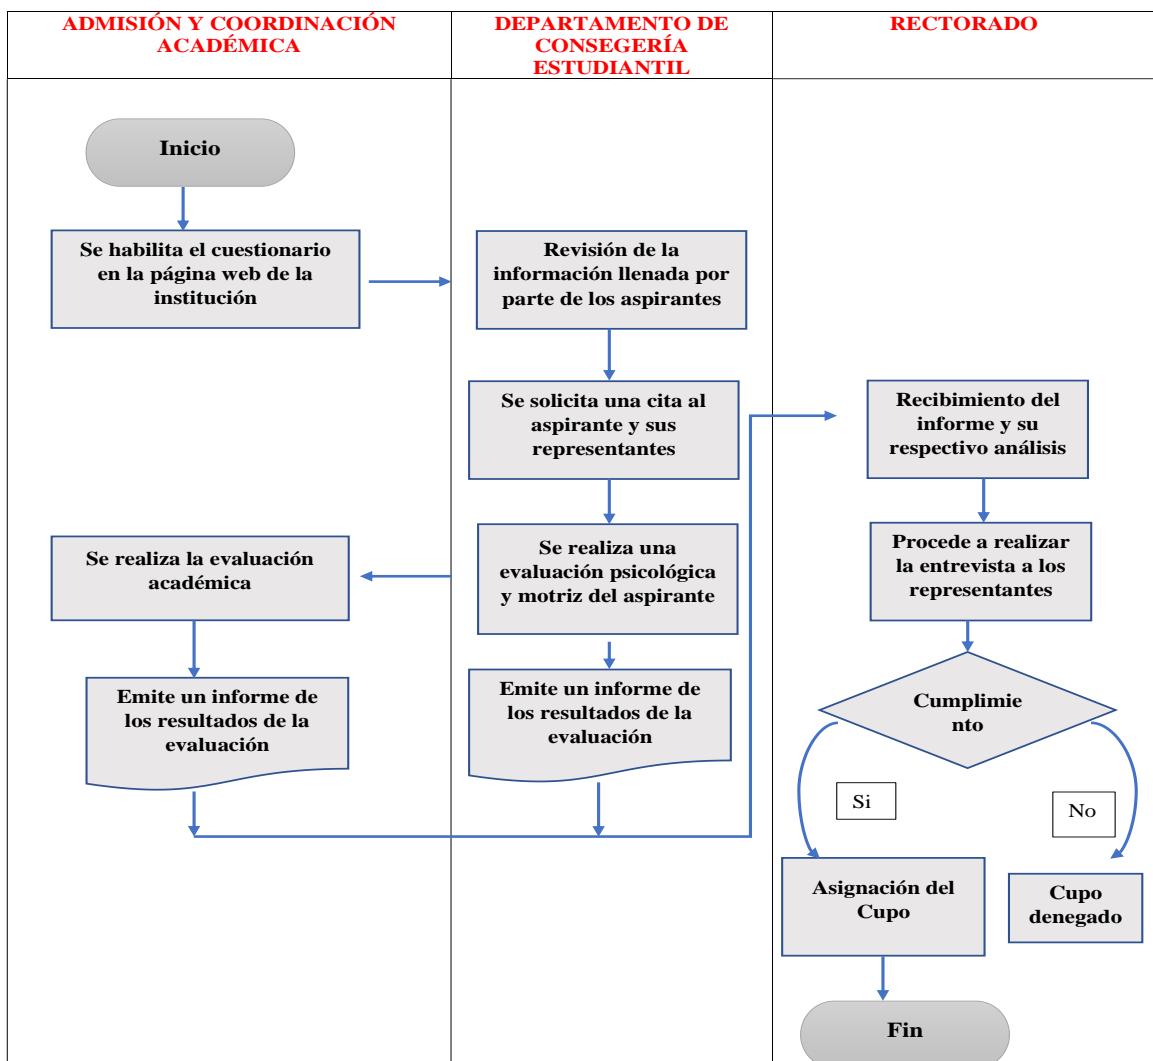 ADMISIÓN Y COORDINACIÓN
ACADÉMICA
DEPARTAMENTO DE
CONSEGERÍA
ESTUDIANTIL
RECTORADO
Inicio
Se habilita el cuestionario
en la página web de la
institución
Revisión de la
información llenada por
parte de los aspirantes
Se solicita una cita al
aspirante y sus
representantes
Recibimiento del
informe y su
respectivo análisis
Se realiza la evaluación
académica
Se realiza una
evaluación psicológica
y motriz del aspirante
Procede a realizar
la entrevista a los
representantes
Emite un informe de
los resultados de la
evaluación
Emite un informe de
los resultados de la
evaluación
Cumplimie
nto
Si
No
Asignación del
Cupo
Cupo
denegado
Fin